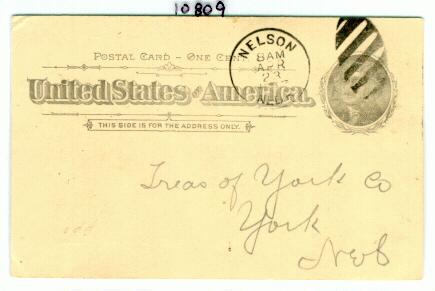 10809
POSTAL CARD - ONE CENT
United States of America.
THIS SIDE IS FOR THE ADDRESS ONLY.
NELSON
8AM
APR
23
NEB
Treas of York Co
York
Neb